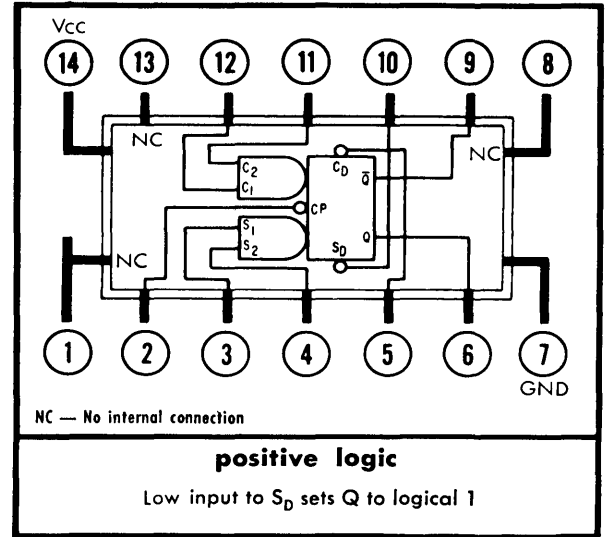 VCC
14 13 12 11 10 9 8
NC
NC
C2
C1
CD
Q̅
CP
S1
S2
SD
Q
NC
1 2 3 4 5 6 7
GND
NC — No internal connection
positive logic
Low input to SD sets Q to logical 1